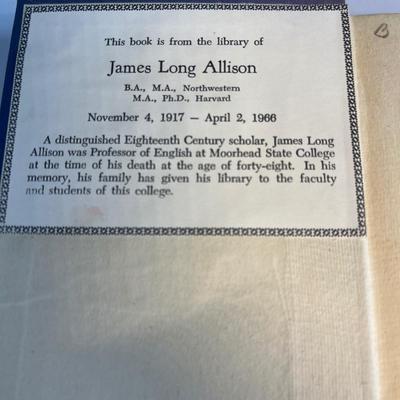 This book is from the library of
James Long Allison
B.A., M.A., Northwestern
M.A., Ph.D., Harvard
November 4, 1917 — April 2, 1966
A distinguished Eighteenth Century scholar, James Long
Allison was Professor of English at Moorhead State College
at the time of his death at the age of forty-eight. In his
memory, his family has given his library to the faculty
and students of this college.